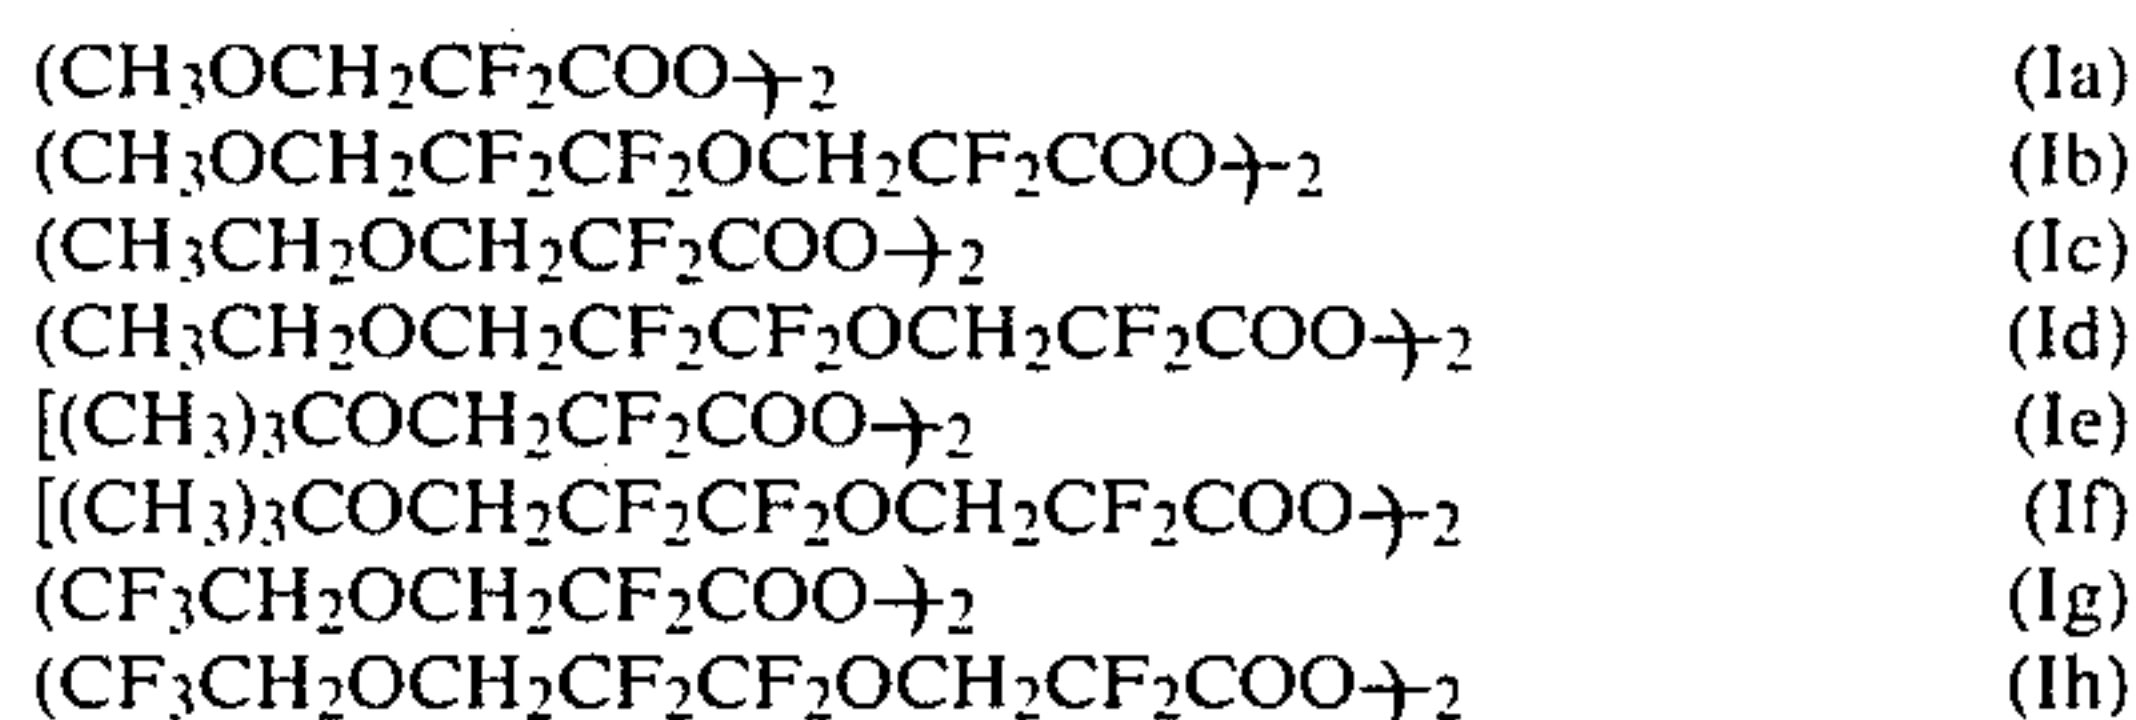 (CH₃OCH₂CF₂COO-)-₂ (Ia)
(CH₃OCH₂CF₂CF₂OCH₂CF₂COO-)-₂ (Ib)
(CH₃CH₂OCH₂CF₂COO-)-₂ (Ic)
(CH₃CH₂OCH₂CF₂CF₂OCH₂CF₂COO-)-₂ (Id)
[(CH₃)₃COCH₂CF₂COO-)-₂ (Ie)
[(CH₃)₃COCH₂CF₂CF₂OCH₂CF₂COO-)-₂ (If)
(CF₃CH₂OCH₂CF₂COO-)-₂ (Ig)
(CF₃CH₂OCH₂CF₂CF₂OCH₂CF₂COO-)-₂ (Ih)